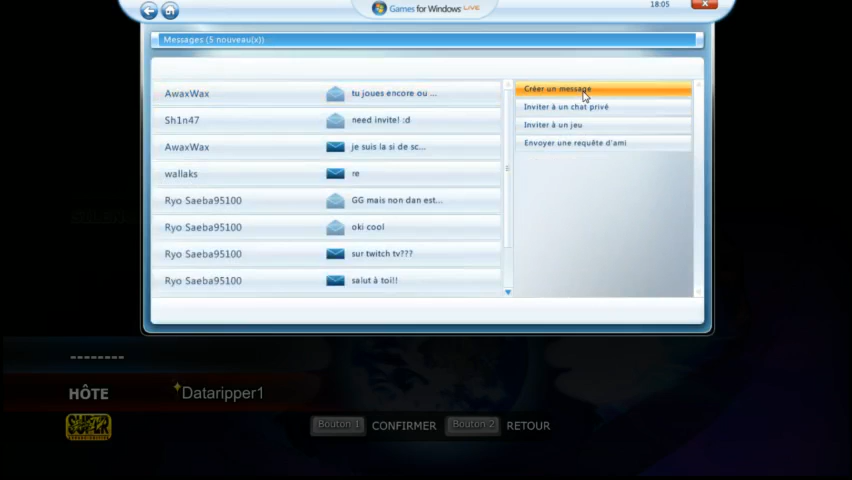 Games for Windows LIVE
18:05
Messages (5 nouveau(x))
AwaxWax tu joues encore ou ...
Sh1n47 need invite! :d
AwaxWax je suis la si de sc...
wallaks re
Ryo Saeba95100 GG mais non dan est...
Ryo Saeba95100 oki cool
Ryo Saeba95100 sur twitch tv???
Ryo Saeba95100 salut à toi!!
Créer un message
Inviter à un chat privé
Inviter à un jeu
Envoyer une requête d'ami
--------
HÔTE Dataripper1
SUPER
Bouton 1 CONFIRMER Bouton 2 RETOUR